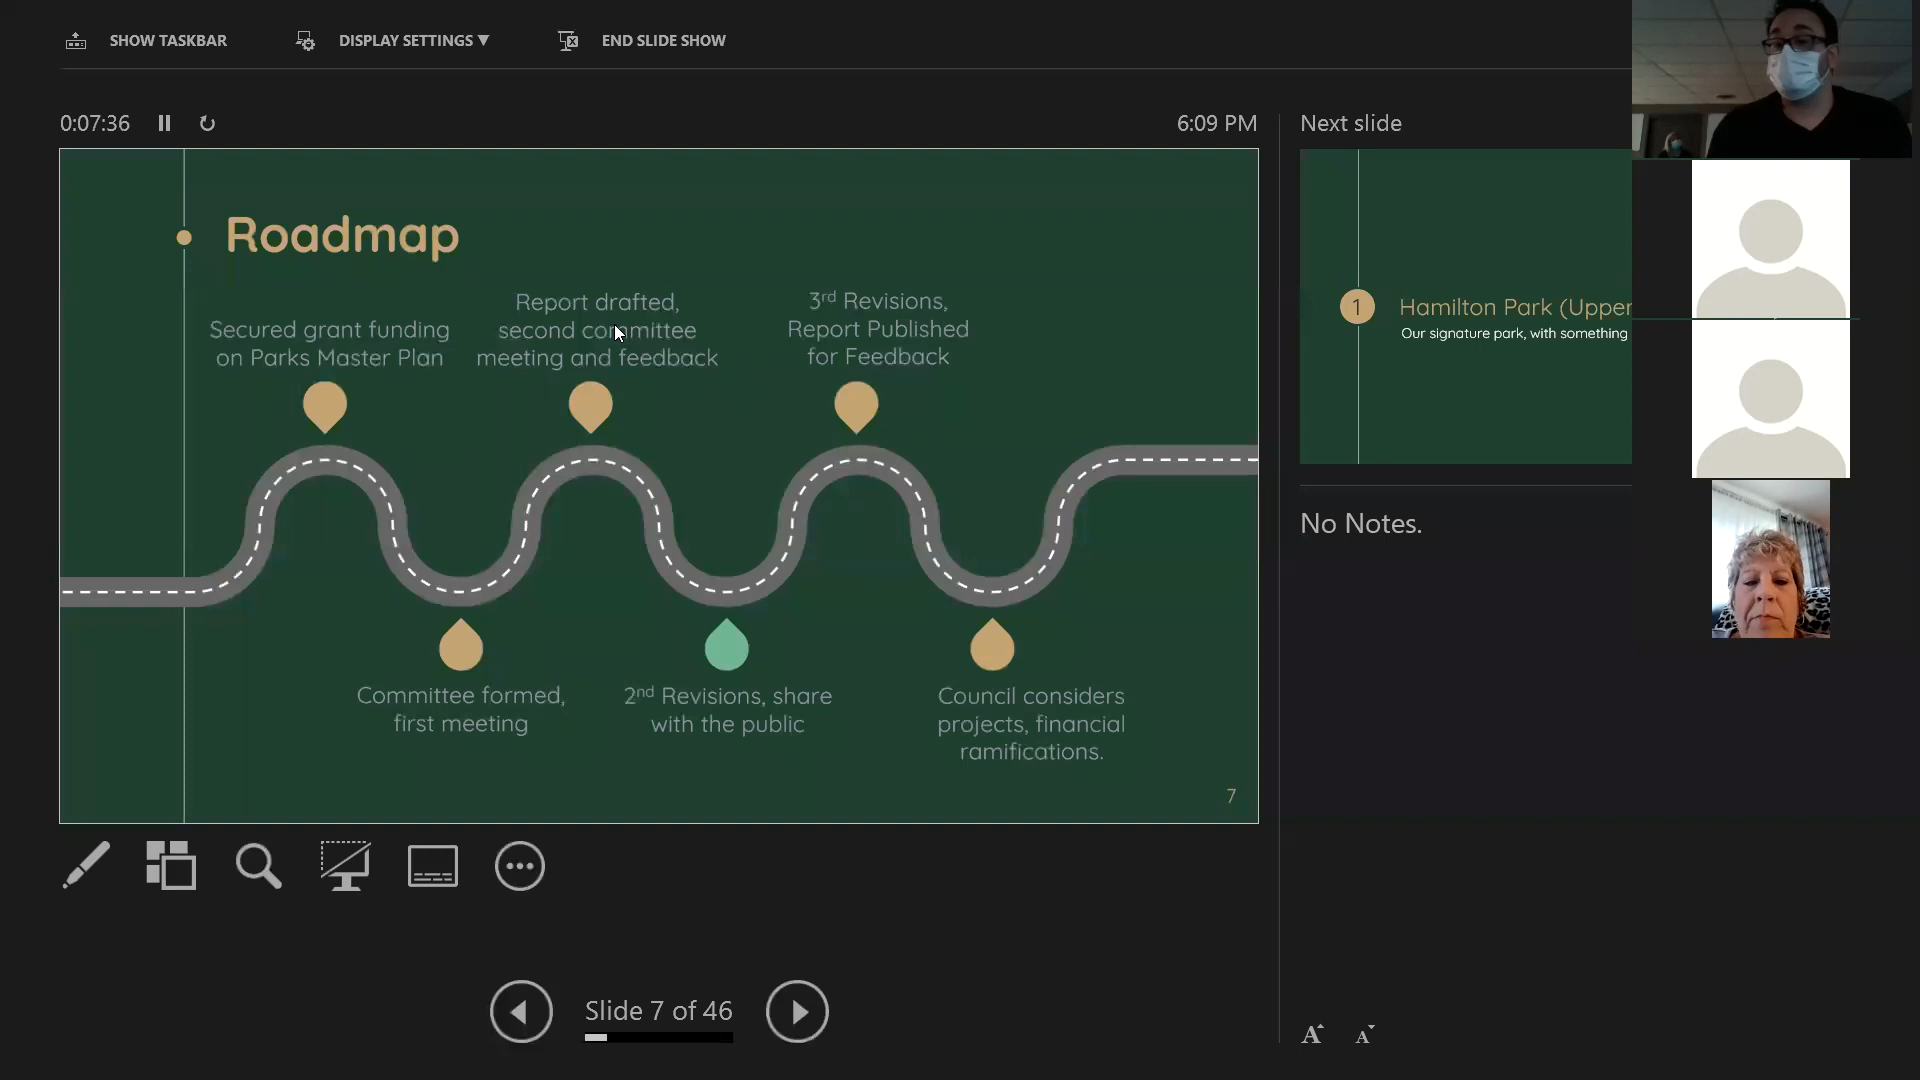 SHOW TASKBAR
DISPLAY SETTINGS ▼
END SLIDE SHOW
0:07:36
6:09 PM
Next slide
Roadmap
Secured grant funding
on Parks Master Plan
Report drafted,
second committee
meeting and feedback
3rd Revisions,
Report Published
for Feedback
Committee formed,
first meeting
2nd Revisions, share
with the public
Council considers
projects, financial
ramifications.
7
1
Hamilton Park (Upper
Our signature park, with something
No Notes.
Slide 7 of 46
A
A